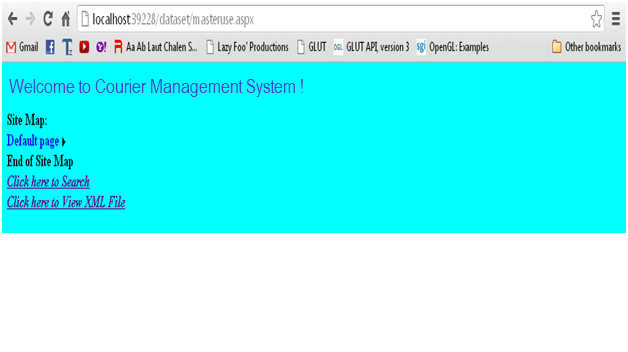 localhost:39228/dataset/masteruse.aspx
Gmail Aa Ab Laut Chalen S... Lazy Foo' Productions GLUT OGL GLUT API, version 3 sgi OpenGL: Examples Other bookmarks
Welcome to Courier Management System !
Site Map:
Default page
End of Site Map
Click here to Search
Click here to View XML File